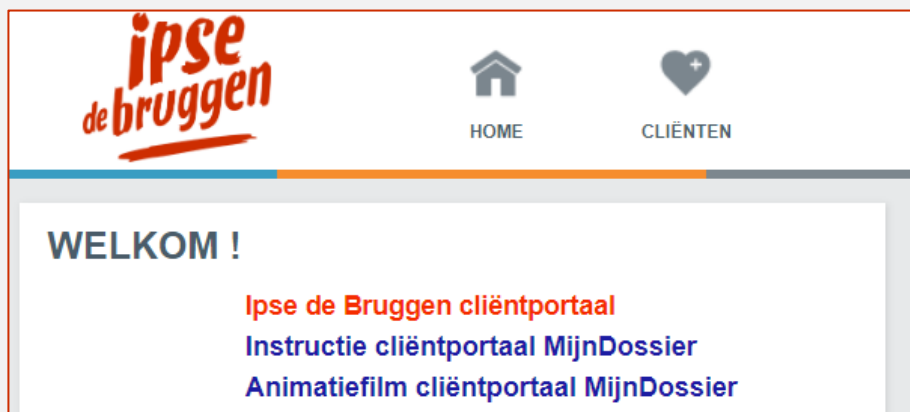 ipse
de bruggen
HOME
CLIËNTEN
WELKOM !
Ipse de Bruggen cliëntportaal
Instructie cliëntportaal MijnDossier
Animatiefilm cliëntportaal MijnDossier